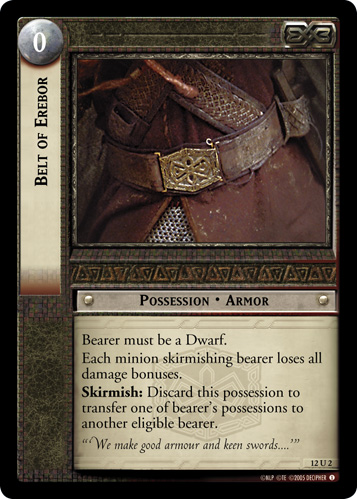 0
BELT OF EREBOR
POSSESSION • ARMOR
Bearer must be a Dwarf.
Each minion skirmishing bearer loses all
damage bonuses.
Skirmish: Discard this possession to
transfer one of bearer's possessions to
another eligible bearer.
"'We make good armour and keen swords....'"
12 U 2
©NLP ©TE ©2005 DECIPHER